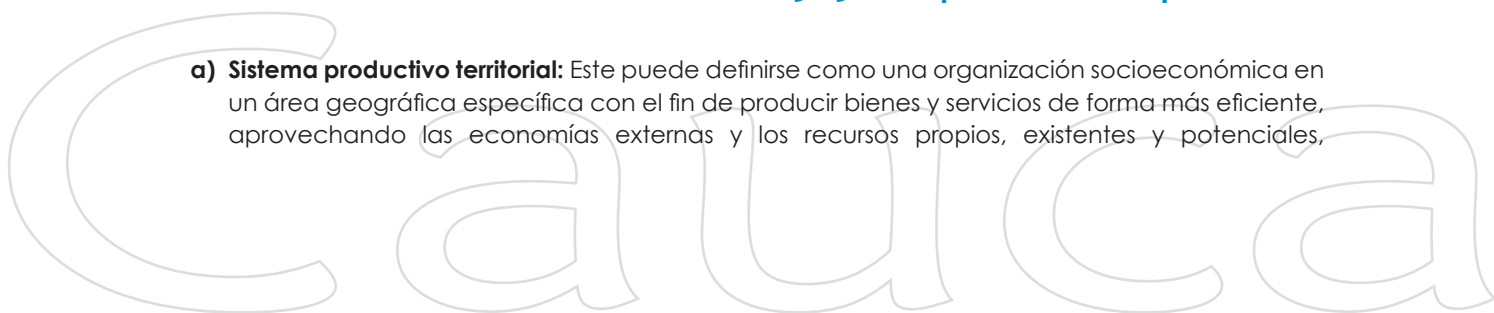 a) Sistema productivo territorial: Este puede definirse como una organización socioeconómica en
un área geográfica específica con el fin de producir bienes y servicios de forma más eficiente,
aprovechando las economías externas y los recursos propios, existentes y potenciales,
Cauca